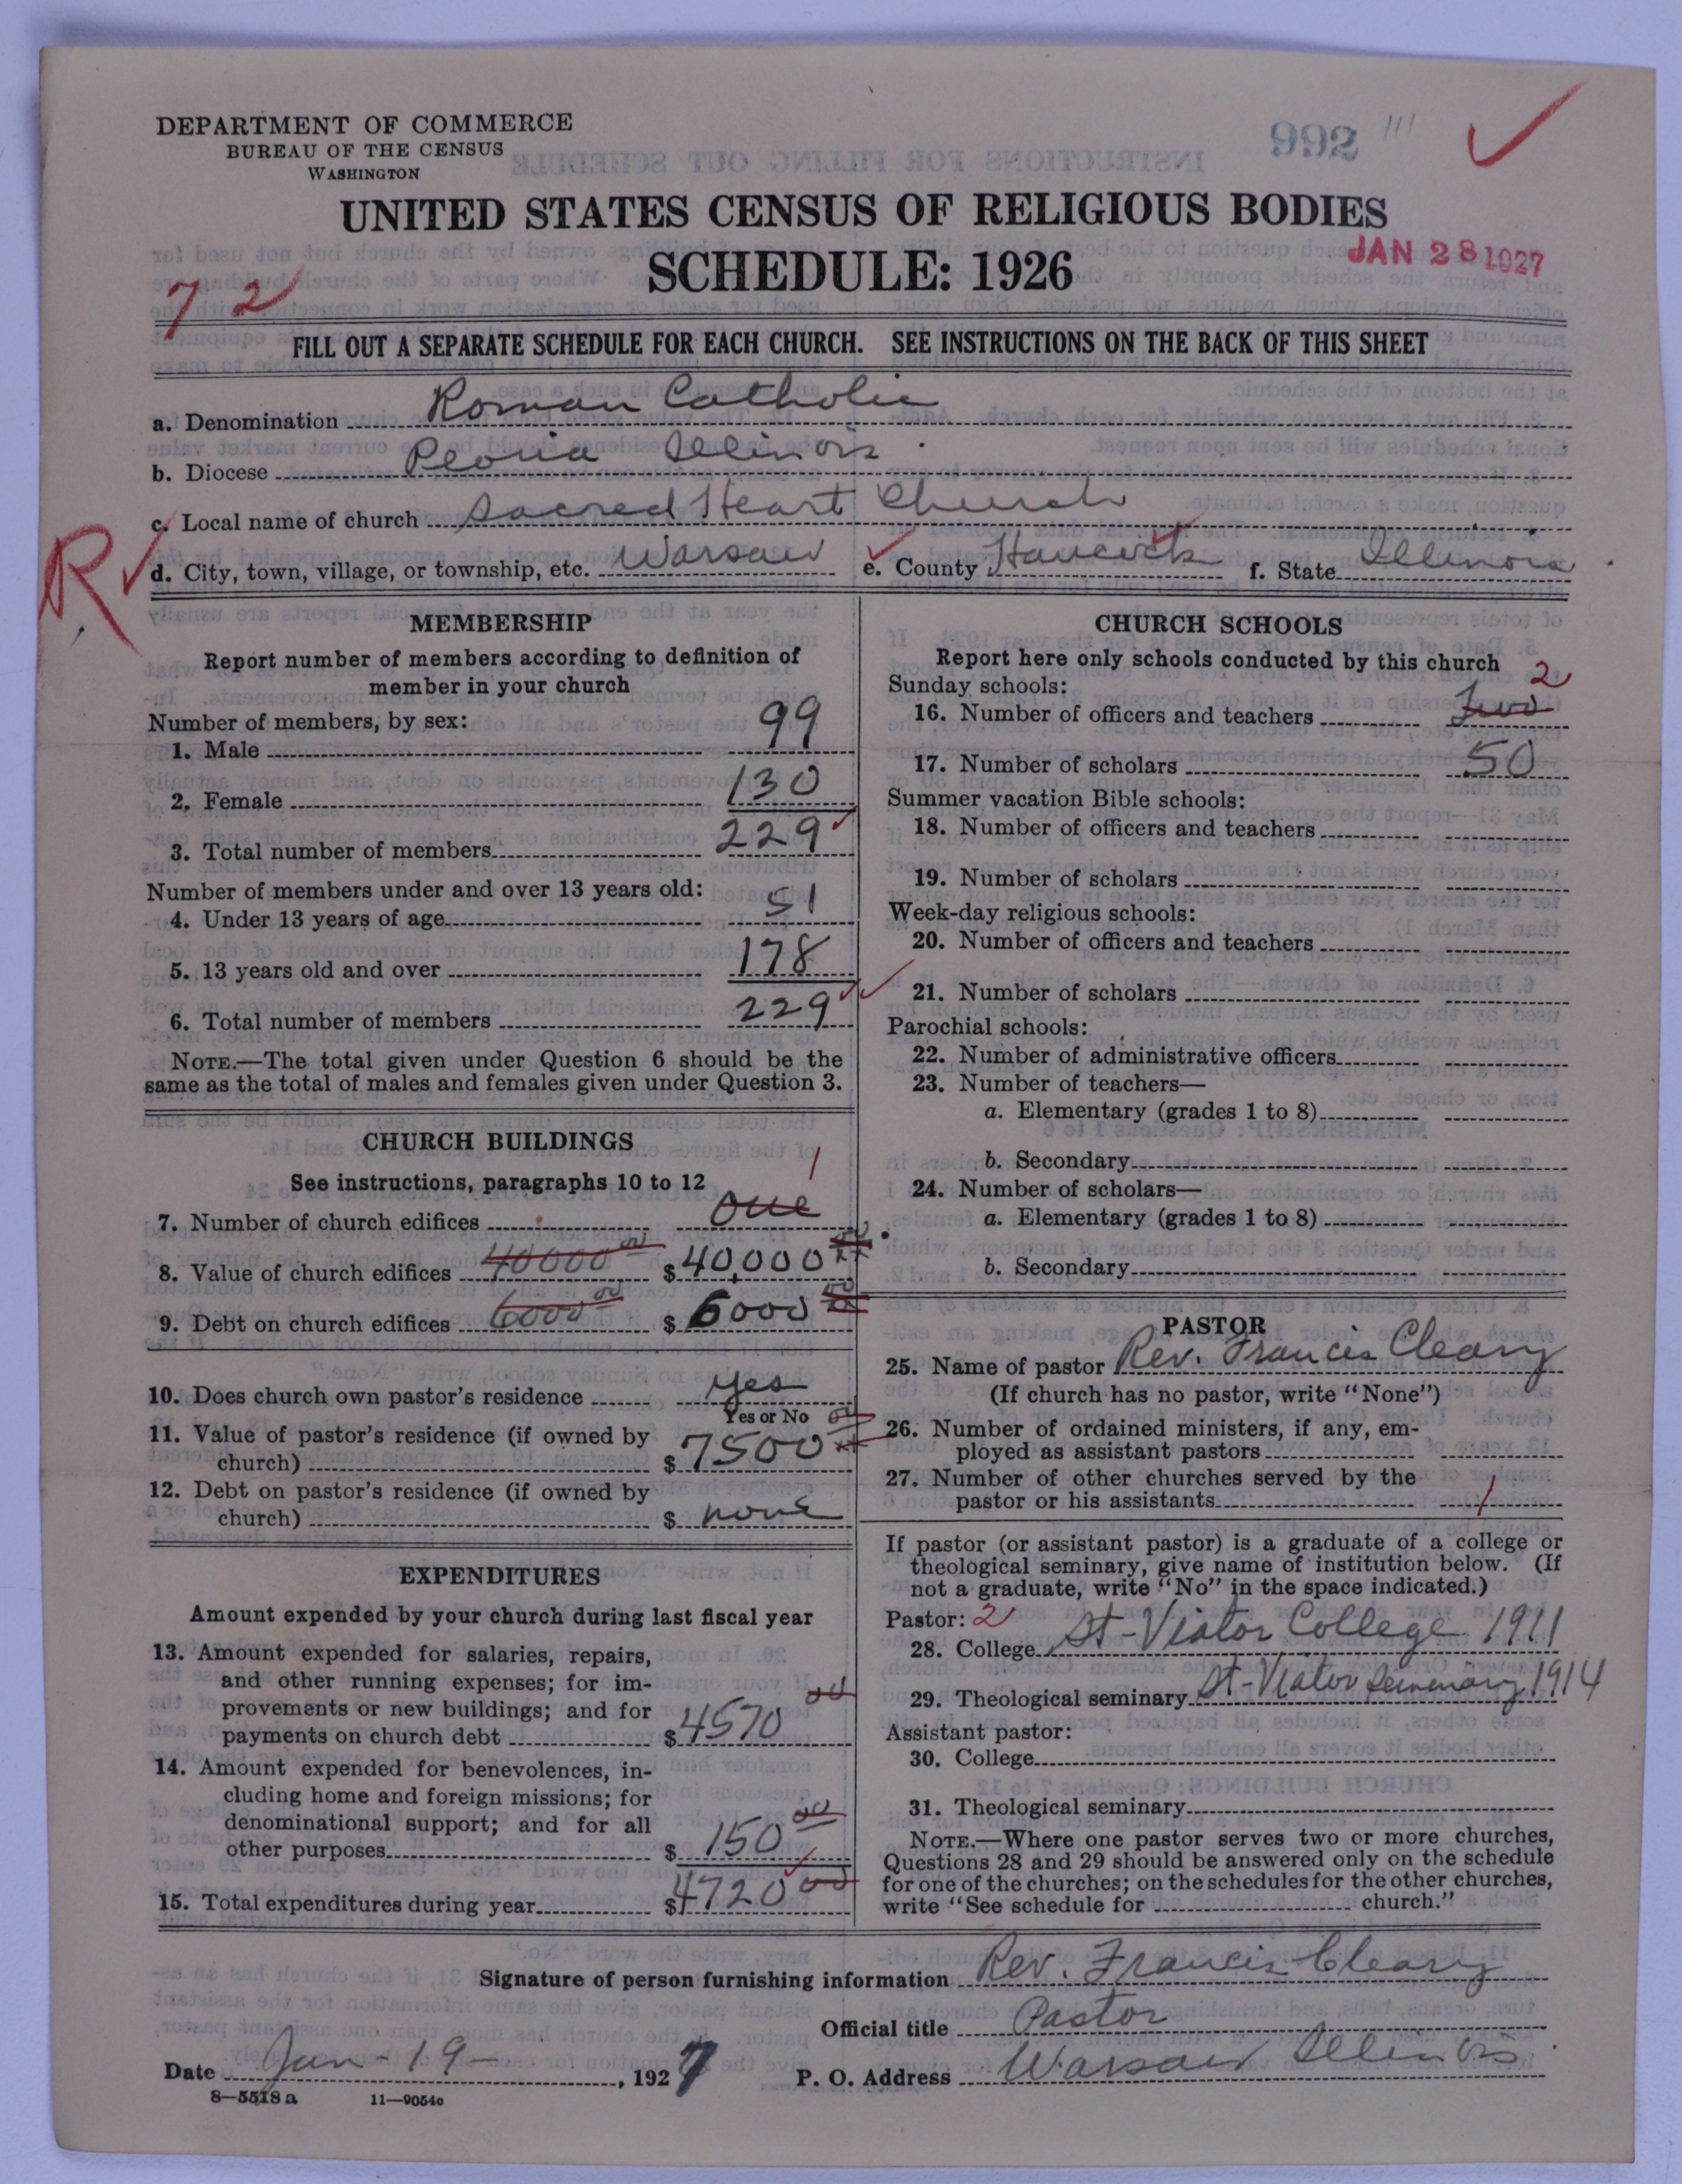 DEPARTMENT OF COMMERCE
BUREAU OF THE CENSUS
WASHINGTON
992
111
UNITED STATES CENSUS OF RELIGIOUS BODIES
SCHEDULE: 1926
JAN 28 1927
72
FILL OUT A SEPARATE SCHEDULE FOR EACH CHURCH. SEE INSTRUCTIONS ON THE BACK OF THIS SHEET
a. Denomination Roman Catholic
b. Diocese Peoria Illinois.
c. Local name of church Sacred Heart Church
R
d. City, town, village, or township, etc. Warsaw e. County Hancock f. State Illinois.
MEMBERSHIP
Report number of members according to definition of
member in your church
Number of members, by sex:
1. Male 99
2. Female 130
3. Total number of members 229
Number of members under and over 13 years old:
4. Under 13 years of age 51
5. 13 years old and over 178
6. Total number of members 229
NOTE.—The total given under Question 6 should be the
same as the total of males and females given under Question 3.
CHURCH BUILDINGS
See instructions, paragraphs 10 to 12
1
7. Number of church edifices One
8. Value of church edifices 40000 00 $ 40,000 00
9. Debt on church edifices 6000 00 $ 6000 00
10. Does church own pastor's residence Yes
Yes or No
11. Value of pastor's residence (if owned by
church) $ 7500 00
12. Debt on pastor's residence (if owned by
church) $ none
EXPENDITURES
Amount expended by your church during last fiscal year
13. Amount expended for salaries, repairs,
and other running expenses; for im-
provements or new buildings; and for
payments on church debt $ 4570 00
14. Amount expended for benevolences, in-
cluding home and foreign missions; for
denominational support; and for all
other purposes $ 150 00
15. Total expenditures during year $ 4720 00
CHURCH SCHOOLS
Report here only schools conducted by this church
Sunday schools: 2
16. Number of officers and teachers Two
17. Number of scholars 50
Summer vacation Bible schools:
18. Number of officers and teachers
19. Number of scholars
Week-day religious schools:
20. Number of officers and teachers
21. Number of scholars
Parochial schools:
22. Number of administrative officers
23. Number of teachers—
a. Elementary (grades 1 to 8)
b. Secondary
24. Number of scholars—
a. Elementary (grades 1 to 8)
b. Secondary
PASTOR
25. Name of pastor Rev. Francis Cleary
(If church has no pastor, write "None")
26. Number of ordained ministers, if any, em-
ployed as assistant pastors
27. Number of other churches served by the
pastor or his assistants 1
If pastor (or assistant pastor) is a graduate of a college or
theological seminary, give name of institution below. (If
not a graduate, write "No" in the space indicated.)
Pastor: 2
28. College St-Viator College 1911
29. Theological seminary St-Viator Seminary 1914
Assistant pastor:
30. College
31. Theological seminary
NOTE.—Where one pastor serves two or more churches,
Questions 28 and 29 should be answered only on the schedule
for one of the churches; on the schedules for the other churches,
write "See schedule for church."
Signature of person furnishing information Rev. Francis Cleary
Official title Pastor
Date Jan-19-, 1927 P. O. Address Warsaw Illinois.
8—5518 a 11—9054c